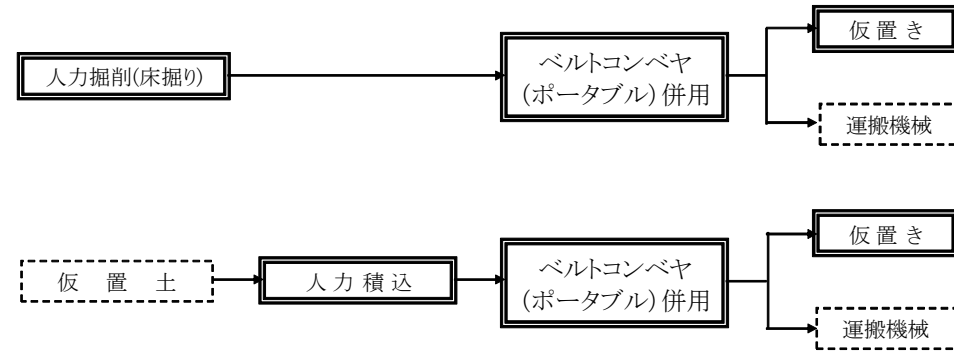 仮置き
人力掘削(床掘り)
ベルトコンベヤ
(ポータブル)併用
運搬機械
仮置き
仮 置 土
人 力 積 込
ベルトコンベヤ
(ポータブル)併用
運搬機械